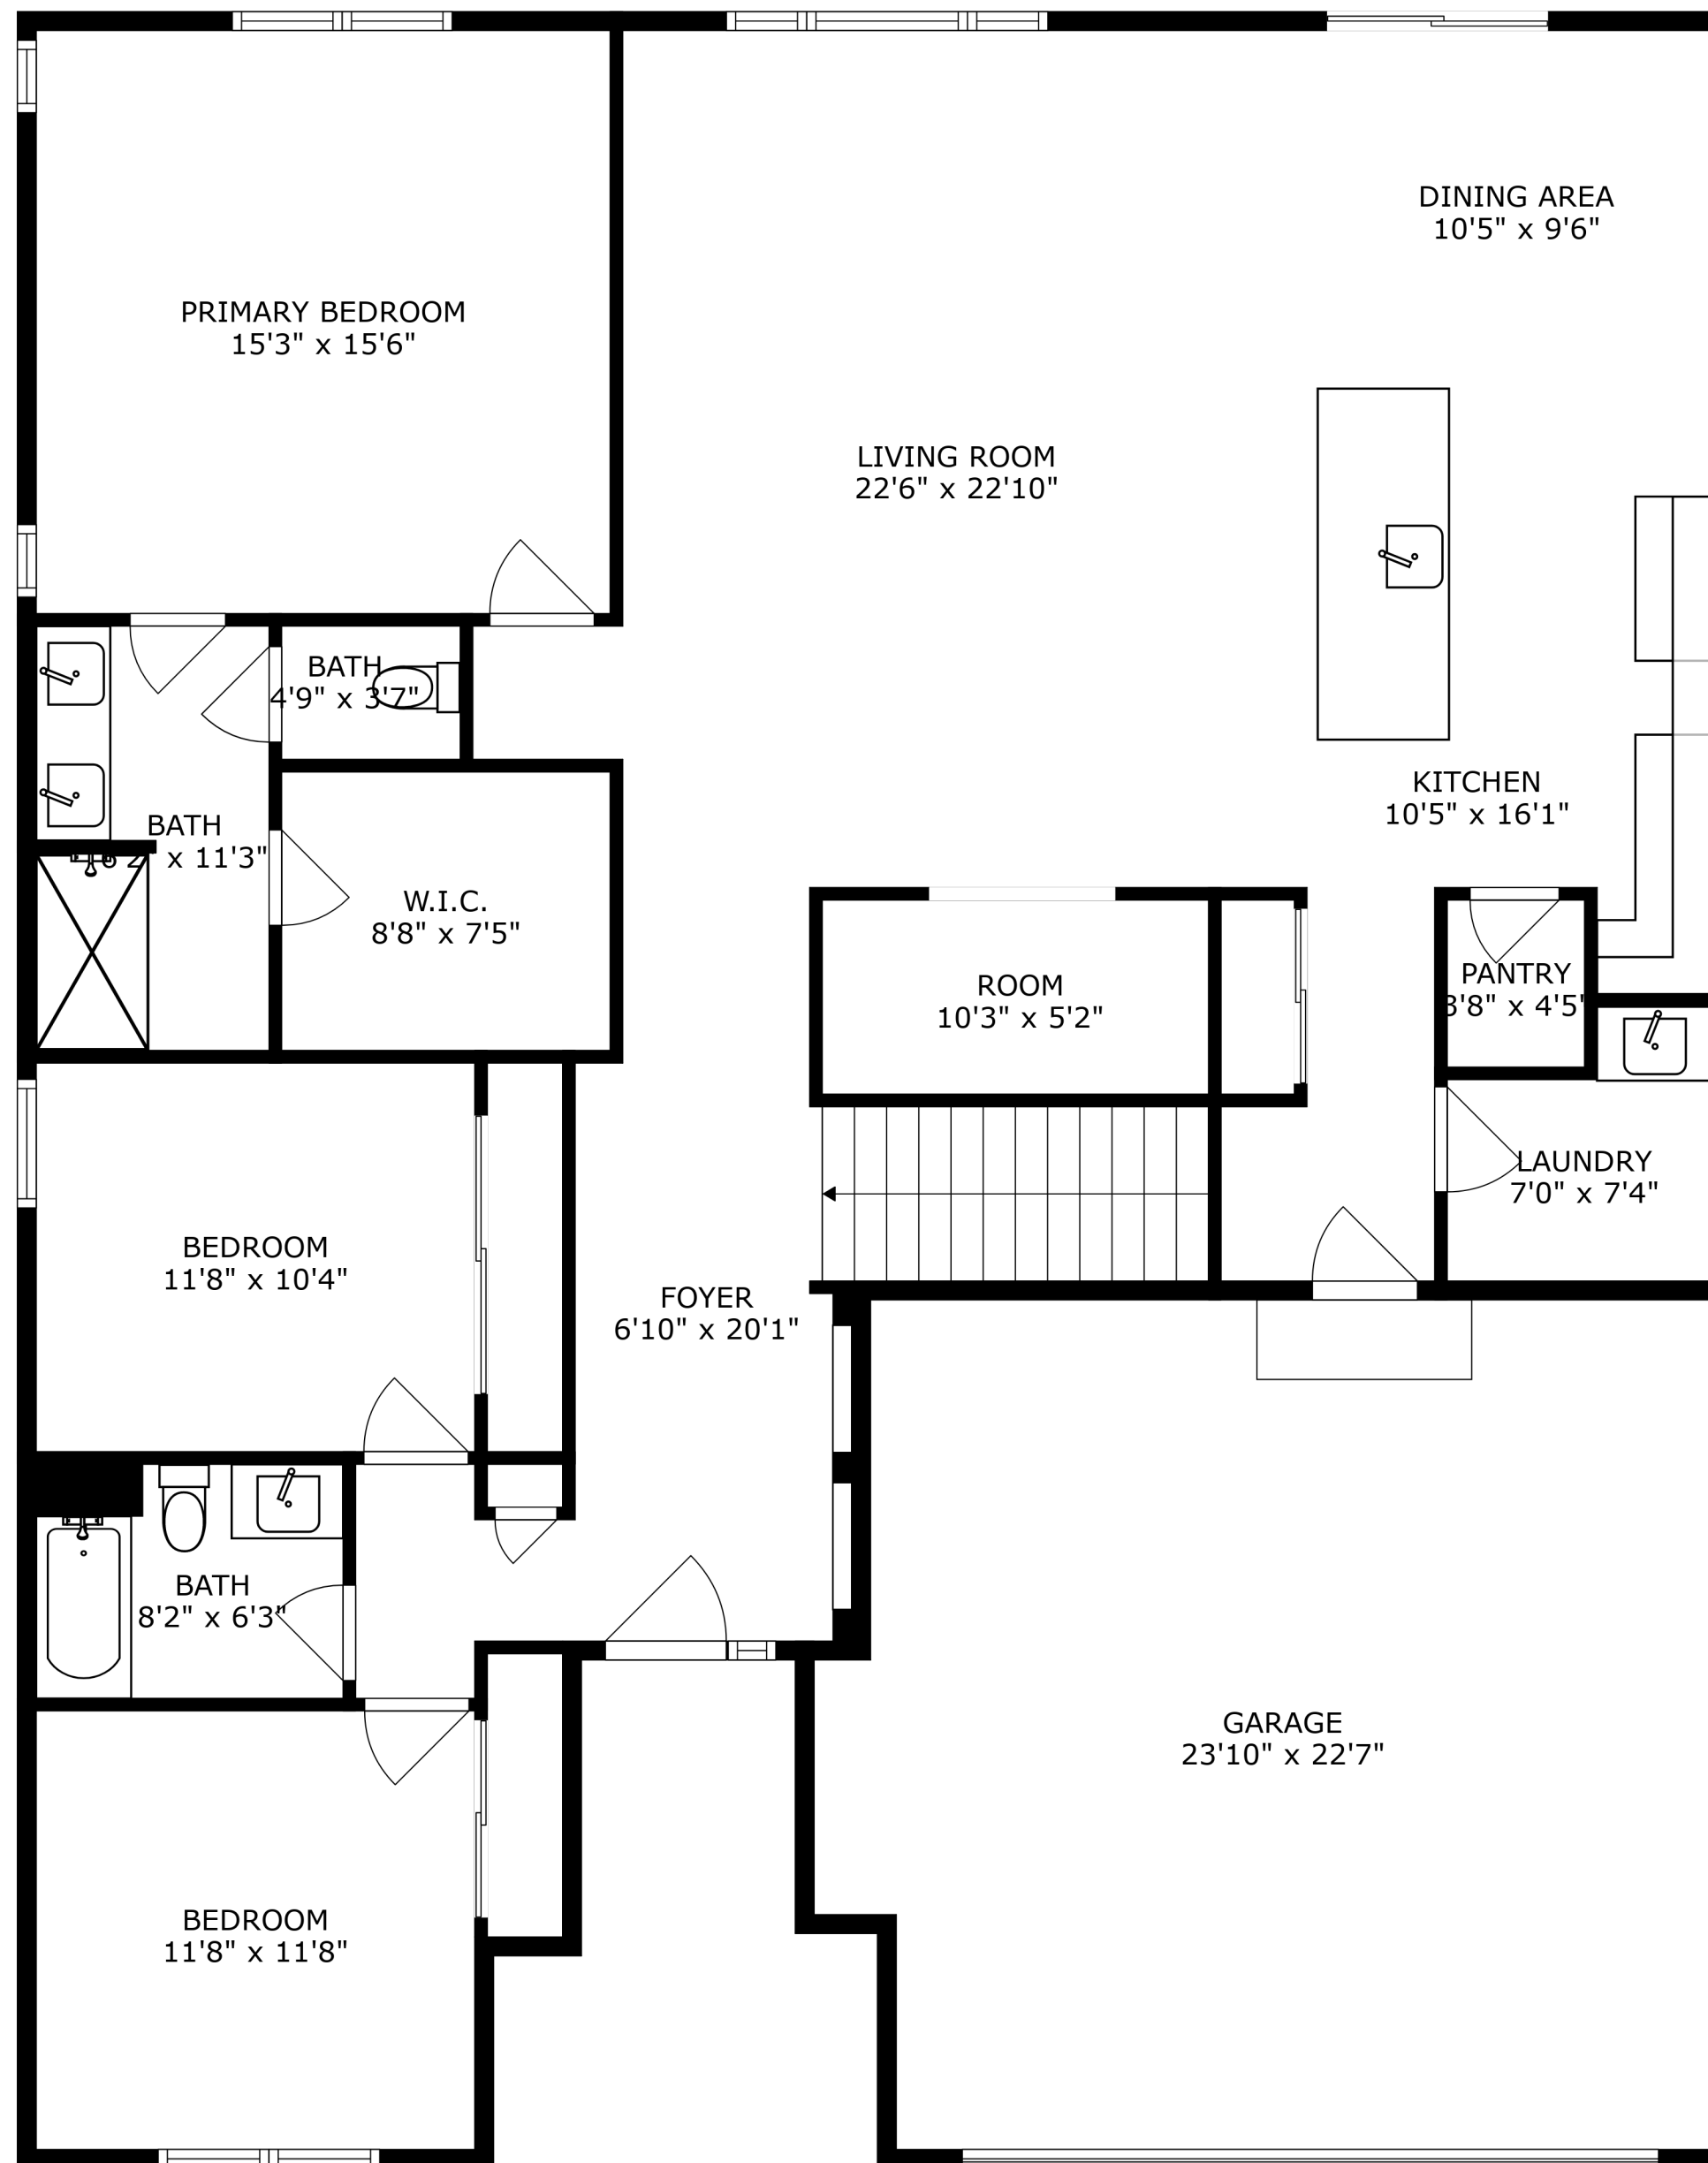 DINING AREA
10'5" x 9'6"
PRIMARY BEDROOM
15'3" x 15'6"
LIVING ROOM
22'6" x 22'10"
BATH
4'9" x 3'7"
KITCHEN
10'5" x 16'1"
BATH
x 11'3"
W.I.C.
8'8" x 7'5"
ROOM
10'3" x 5'2"
PANTRY
3'8" x 4'5"
LAUNDRY
7'0" x 7'4"
BEDROOM
11'8" x 10'4"
FOYER
6'10" x 20'1"
BATH
8'2" x 6'3"
GARAGE
23'10" x 22'7"
BEDROOM
11'8" x 11'8"